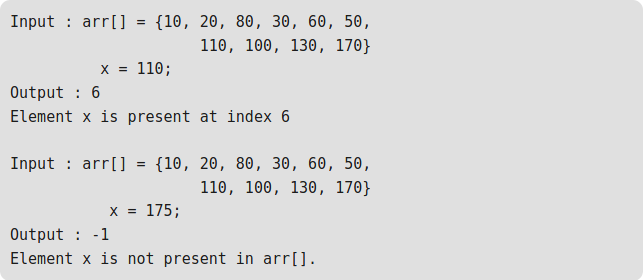 Input : arr[] = {10, 20, 80, 30, 60, 50,
110, 100, 130, 170}
x = 110;
Output : 6
Element x is present at index 6
Input : arr[] = {10, 20, 80, 30, 60, 50,
110, 100, 130, 170}
x = 175;
Output : -1
Element x is not present in arr[].